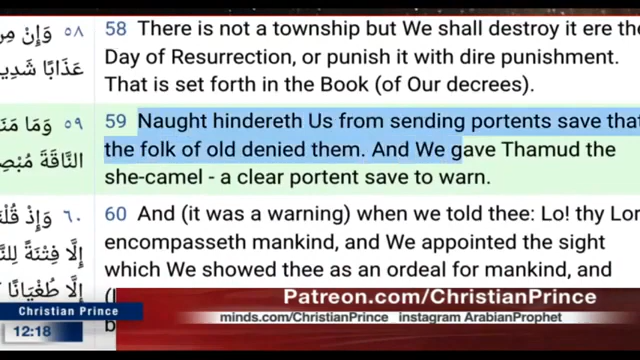 ٥٨ وَإِنْ مِنْ
عَذَابًا شَدِي
58 There is not a township but We shall destroy it ere the
Day of Resurrection, or punish it with dire punishment.
That is set forth in the Book (of Our decrees).
٥٩ وَمَا مَنَ
النَّاقَةَ مُبْصِ
59 Naught hindereth Us from sending portents save that
the folk of old denied them. And We gave Thamud the
she-camel - a clear portent save to warn.
٦٠ وَإِذْ قُلْ
إِلَّا فِتْنَةً لِلنَّ
إِلَّا طُغْيَانًا
60 And (it was a warning) when we told thee: Lo! thy Lord
encompasseth mankind, and We appointed the sight
which We showed thee as an ordeal for mankind, and
Patreon.com/ChristianPrince
Christian Prince
minds.com/ChristianPrince instagram ArabianProphet
12:18